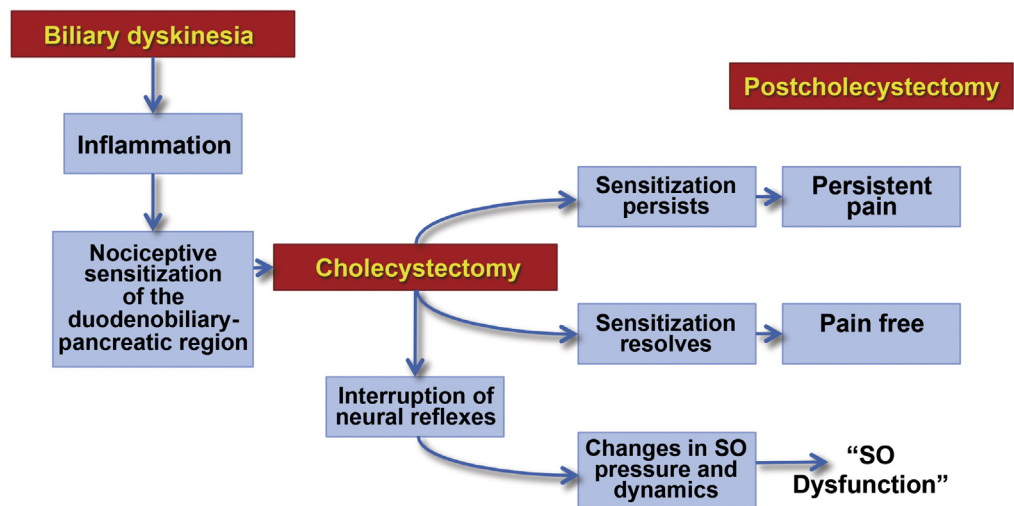 Biliary dyskinesia
Postcholecystectomy
Inflammation
Nociceptive
sensitization
of the
duodenobiliary-
pancreatic region
Cholecystectomy
Sensitization
persists
Persistent
pain
Sensitization
resolves
Pain free
Interruption of
neural reflexes
Changes in SO
pressure and
dynamics
“SO
Dysfunction”